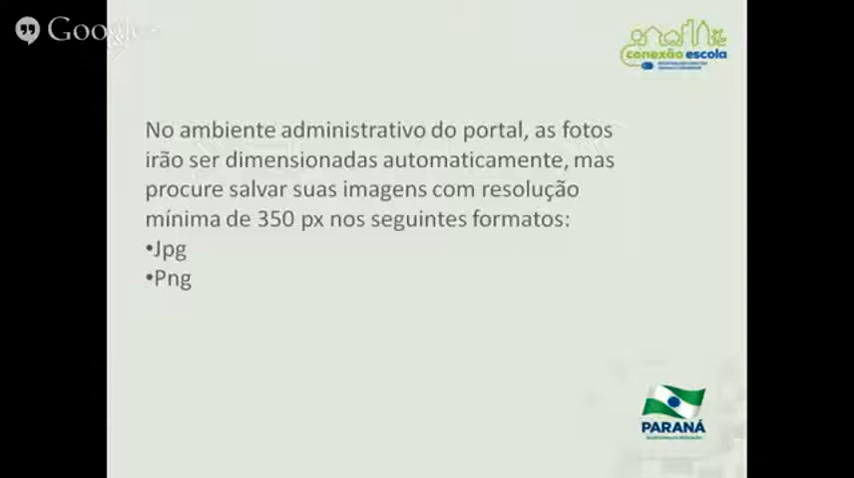 Google
conexão escola
No ambiente administrativo do portal, as fotos
irão ser dimensionadas automaticamente, mas
procure salvar suas imagens com resolução
mínima de 350 px nos seguintes formatos:
•Jpg
•Png
PARANÁ